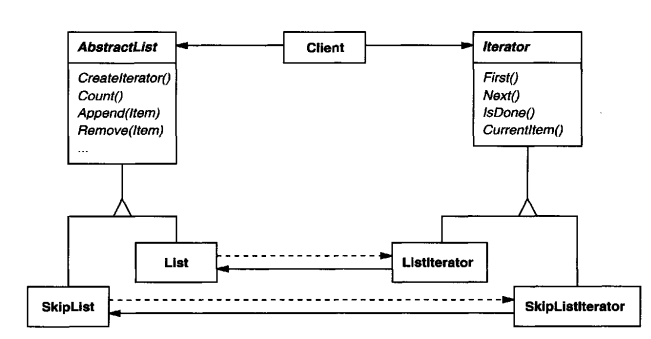 AbstractList
CreateIterator()
Count()
Append(Item)
Remove(Item)
...
Client
Iterator
First()
Next()
IsDone()
CurrentItem()
List
ListIterator
SkipList
SkipListIterator